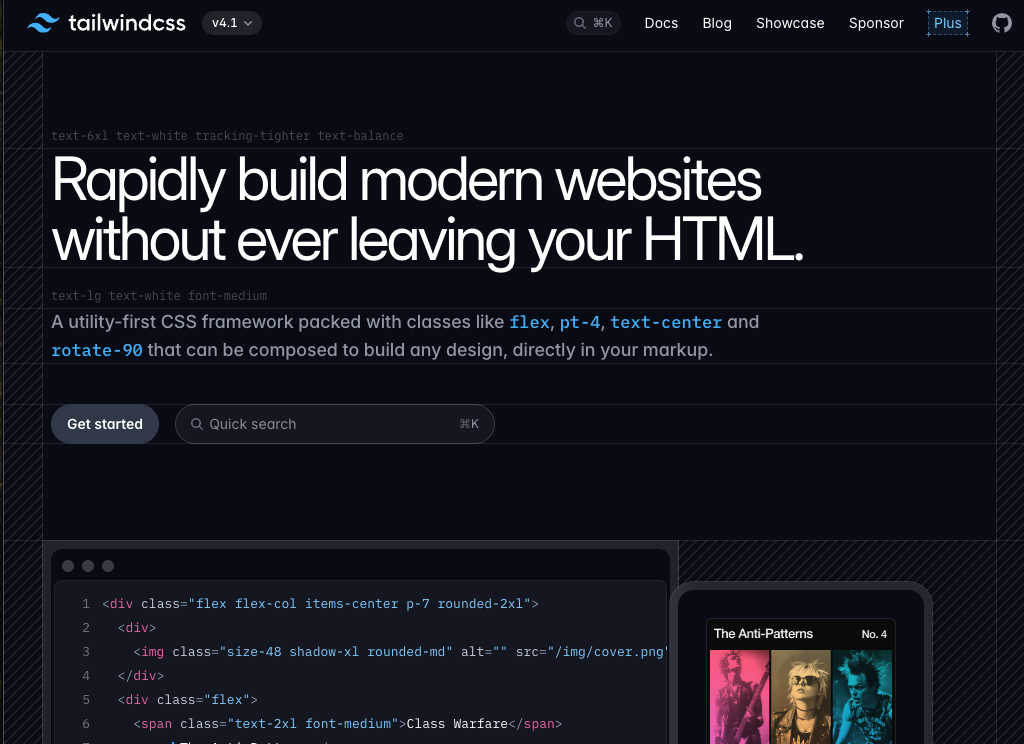 tailwindcss v4.1 ⌘K Docs Blog Showcase Sponsor Plus
text-6xl text-white tracking-tighter text-balance
Rapidly build modern websites
without ever leaving your HTML.
text-lg text-white font-medium
A utility-first CSS framework packed with classes like flex, pt-4, text-center and
rotate-90 that can be composed to build any design, directly in your markup.
Get started Quick search ⌘K
1 <div class="flex flex-col items-center p-7 rounded-2xl">
2 <div>
3 <img class="size-48 shadow-xl rounded-md" alt="" src="/img/cover.png"
4 </div>
5 <div class="flex">
6 <span class="text-2xl font-medium">Class Warfare</span>
The Anti-Patterns No. 4